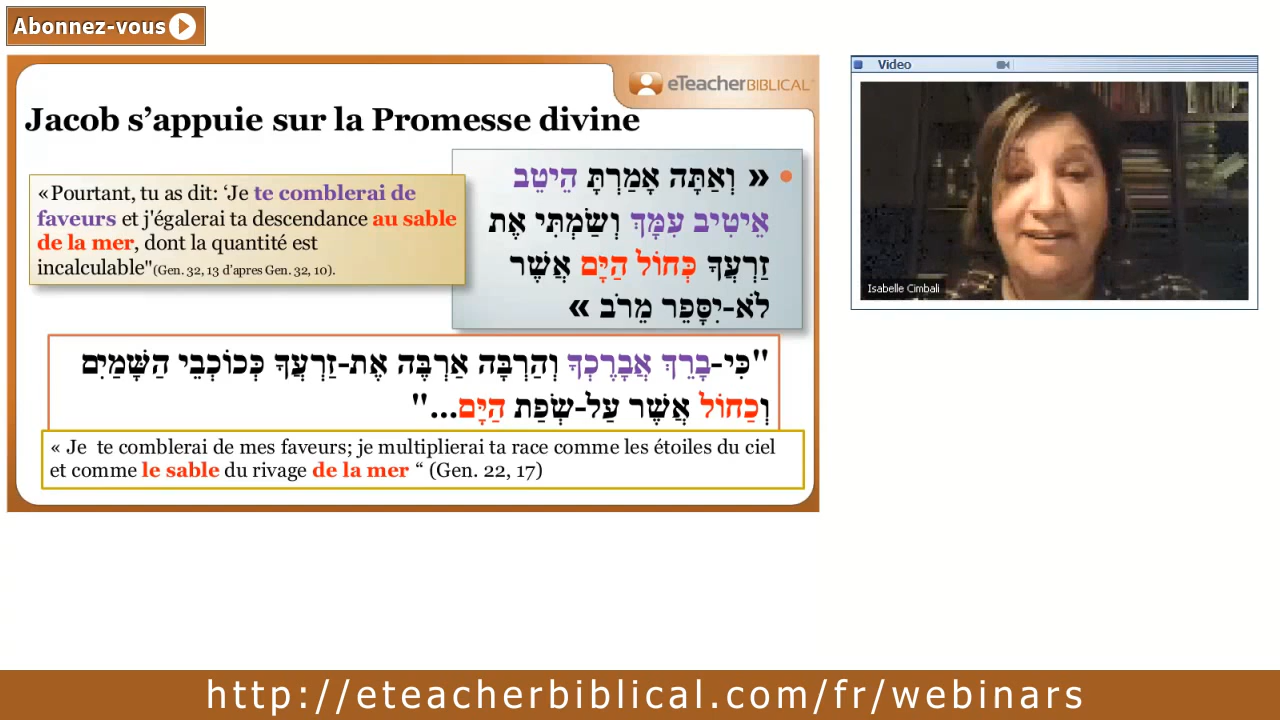 Abonnez-vous
eTeacherBIBLICAL
Jacob s’appuie sur la Promesse divine
«Pourtant, tu as dit: ‘Je te comblerai de
faveurs et j'égalerai ta descendance au sable
de la mer, dont la quantité est
incalculable"(Gen. 32, 13 d’apres Gen. 32, 10).
« וְאַתָּה אָמַרְתָּ הֵיטֵב
אֵיטִיב עִמָּךְ וְשַׂמְתִּי אֶת
זַרְעֲךָ כְּחוֹל הַיָּם אֲשֶׁר
לֹא-יִסָּפֵר מֵרֹב »
"כִּי-בָרֵךְ אֲבָרֶכְךָ וְהַרְבָּה אַרְבֶּה אֶת-זַרְעֲךָ כְּכוֹכְבֵי הַשָּׁמַיִם
וְכַחוֹל אֲשֶׁר עַל-שְׂפַת הַיָּם..."
« Je te comblerai de mes faveurs; je multiplierai ta race comme les étoiles du ciel
et comme le sable du rivage de la mer “ (Gen. 22, 17)
Video
Isabelle Cimbali
http://eteacherbiblical.com/fr/webinars